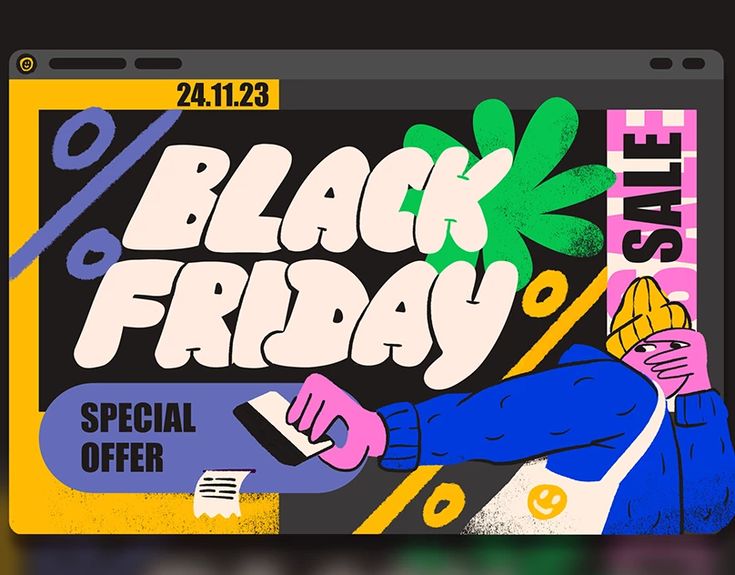 24.11.23
BLACK
FRIDAY
SALE
SPECIAL
OFFER